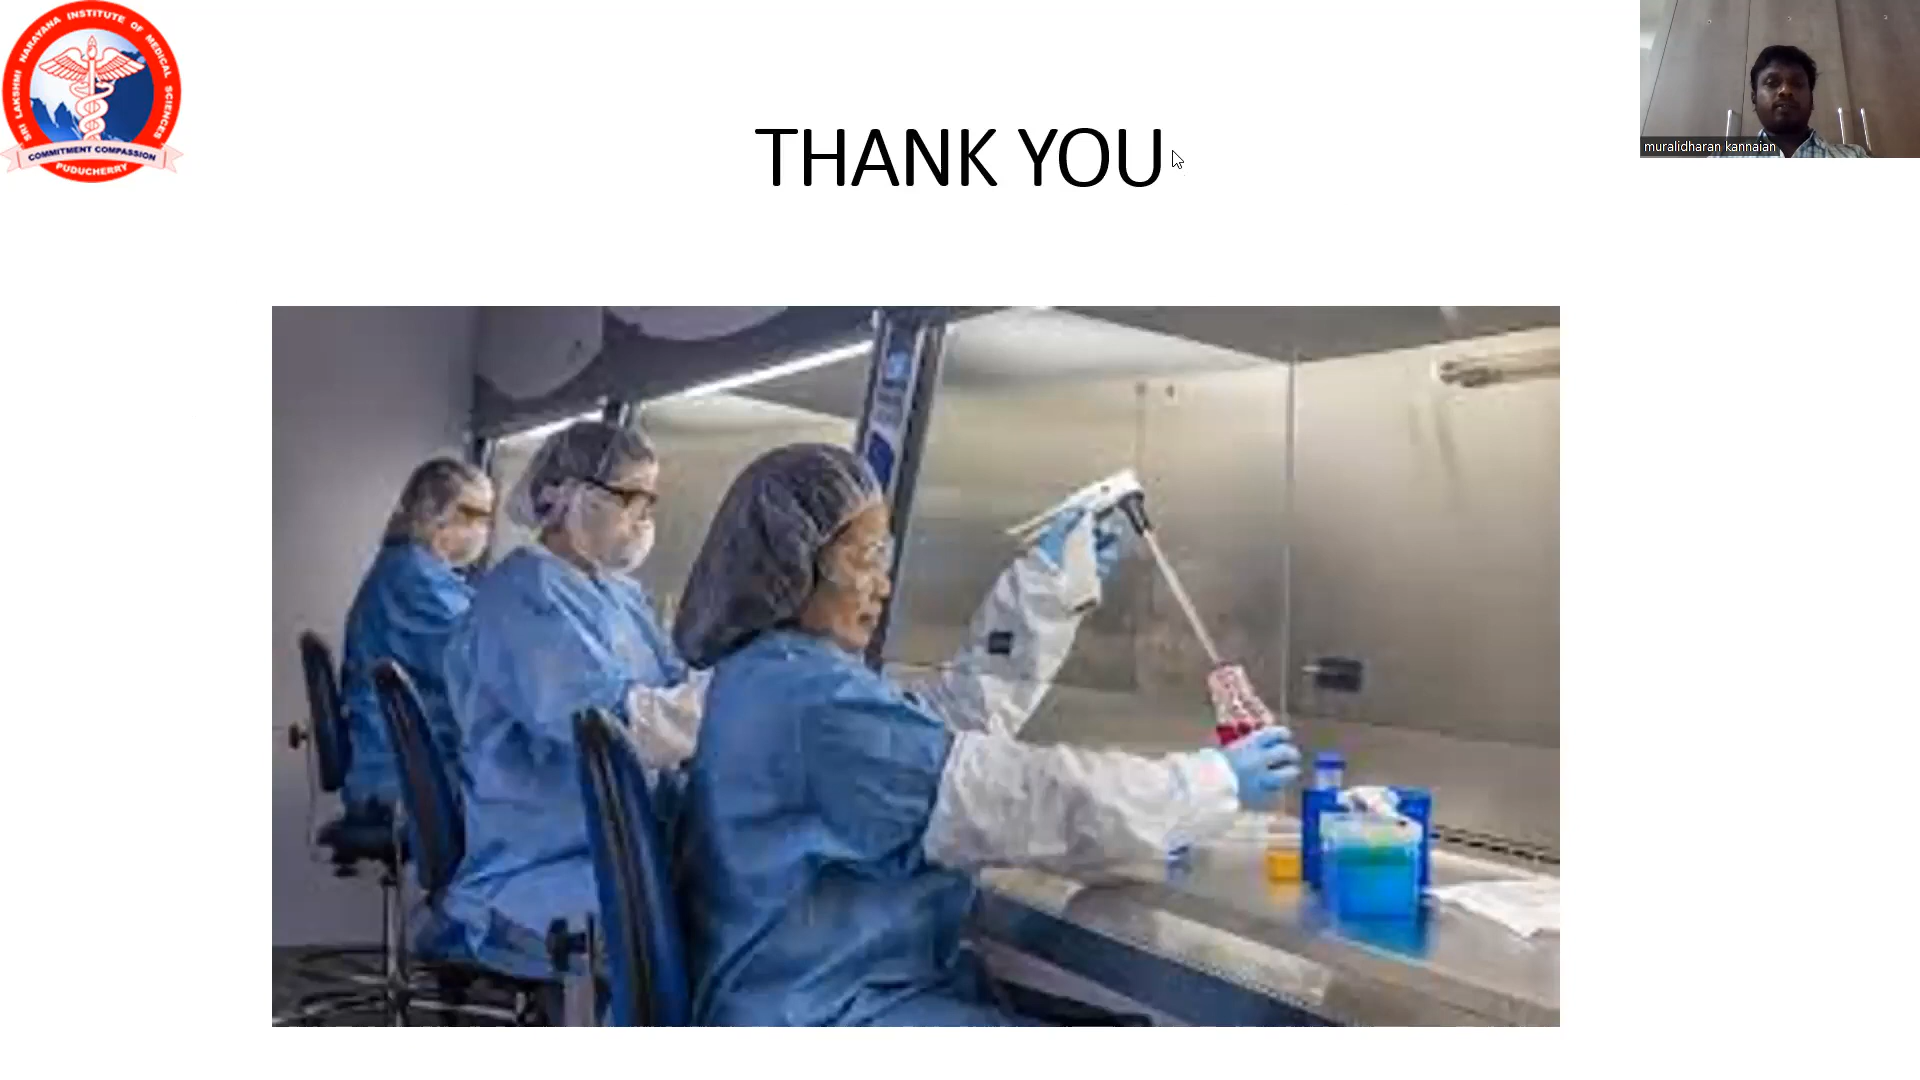 SRI LAKSHMI NARAYANA INSTITUTE OF MEDICAL SCIENCES
COMMITMENT COMPASSION
PUDUCHERRY
THANK YOU
muralidharan kannaian